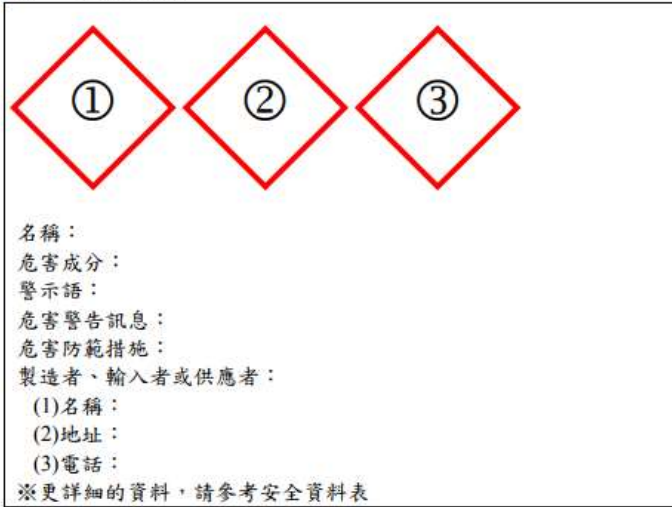 ① ② ③
名稱：
危害成分：
警示語：
危害警告訊息：
危害防範措施：
製造者、輸入者或供應者：
(1)名稱：
(2)地址：
(3)電話：
※更詳細的資料，請參考安全資料表